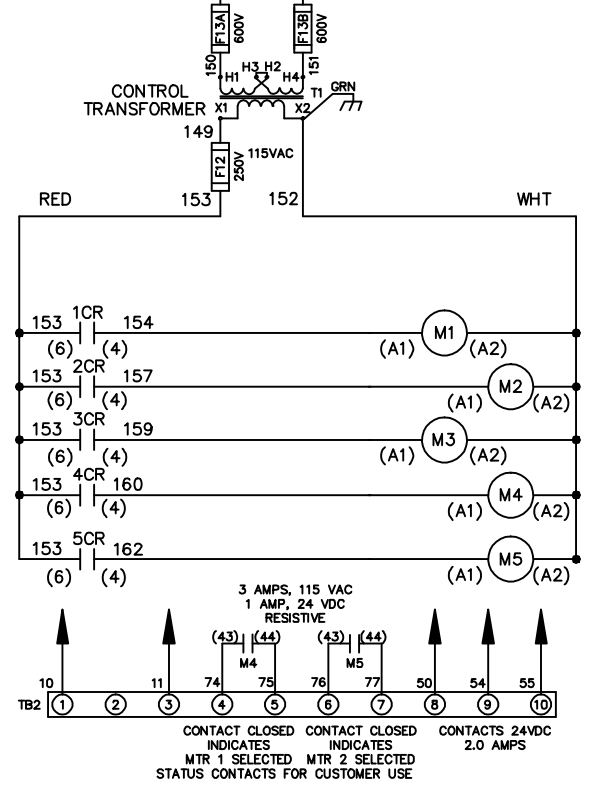 F13A 600V F13B 600V
150 151
H1 H3 H2 H4
CONTROL
TRANSFORMER
X1 X2 T1 GRN
149
F12 250V 115VAC
RED 153 152 WHT
153 1CR 154 M1
(6) (4) (A1) (A2)
153 2CR 157 M2
(6) (4) (A1) (A2)
153 3CR 159 M3
(6) (4) (A1) (A2)
153 4CR 160 M4
(6) (4) (A1) (A2)
153 5CR 162 M5
(6) (4) (A1) (A2)
3 AMPS, 115 VAC
1 AMP, 24 VDC
RESISTIVE
(43) (44) (43) (44)
M4 M5
10 11 74 75 76 77 50 54 55
TB2 1 2 3 4 5 6 7 8 9 10
CONTACT CLOSED
INDICATES
MTR 1 SELECTED
CONTACT CLOSED
INDICATES
MTR 2 SELECTED
STATUS CONTACTS FOR CUSTOMER USE
CONTACTS 24VDC
2.0 AMPS